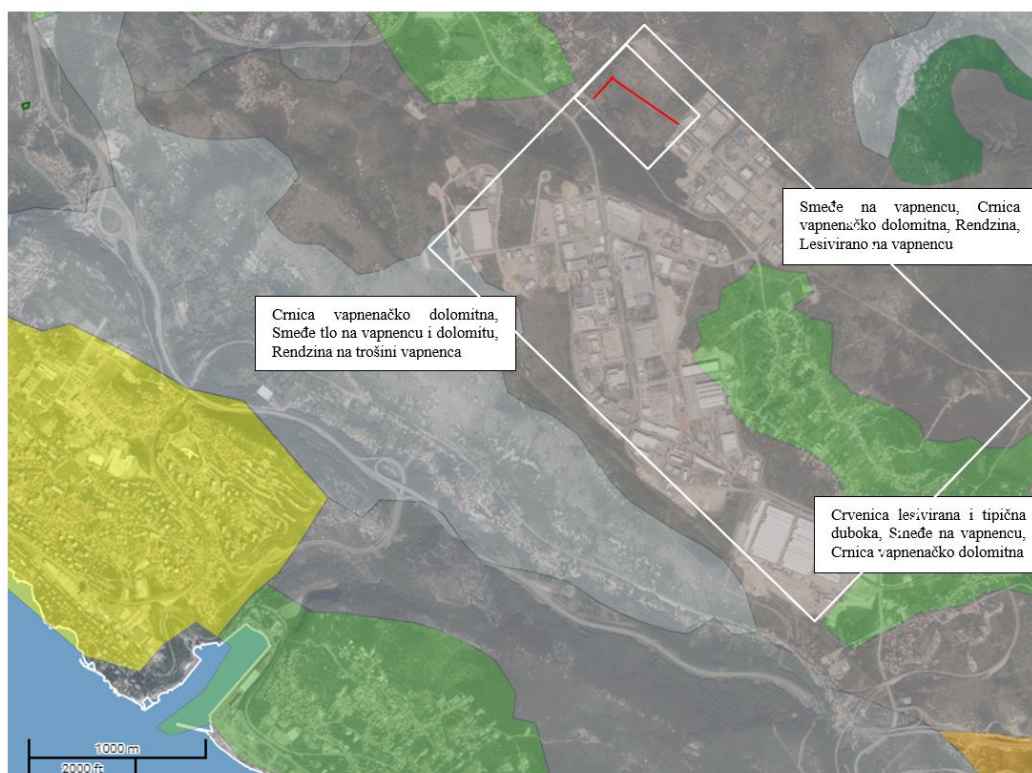 Smeđe na vapnencu, Crnica
vapnenačko dolomitna, Rendzina,
Lesivirano na vapnencu
Crnica vapnenačko dolomitna,
Smeđe tlo na vapnencu i dolomitu,
Rendzina na trošini vapnenca
Crvenica lesivirana i tipična
duboka, Smeđe na vapnencu,
Crnica vapnenačko dolomitna
1000 m
2000 ft